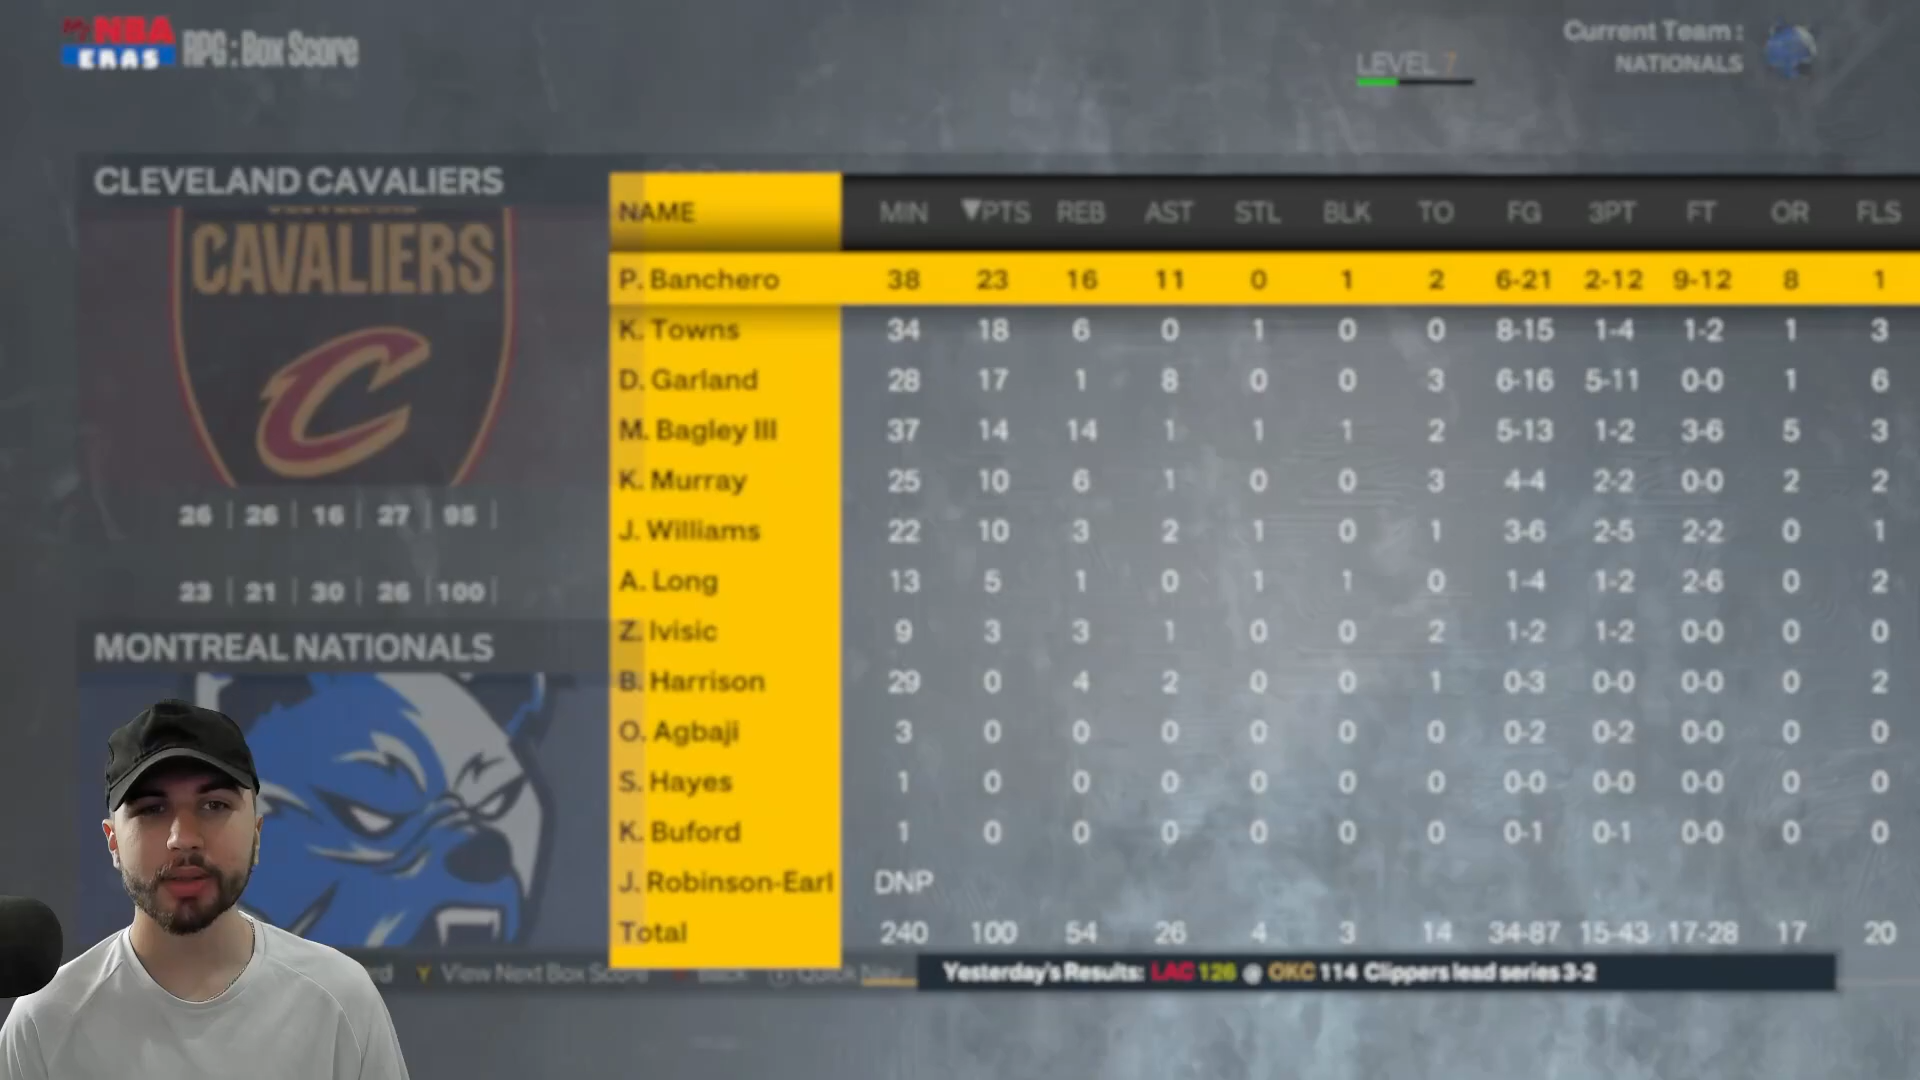 My NBA ERAS RPG : Box Score
LEVEL 7
Current Team :
NATIONALS
CLEVELAND CAVALIERS
CAVALIERS
C
26 | 26 | 16 | 27 | 95 |
23 | 21 | 30 | 26 | 100 |
MONTREAL NATIONALS
NAME MIN ▼PTS REB AST STL BLK TO FG 3PT FT OR FLS
P. Banchero 38 23 16 11 0 1 2 6-21 2-12 9-12 8 1
K. Towns 34 18 6 0 1 0 0 8-15 1-4 1-2 1 3
D. Garland 28 17 1 8 0 0 3 6-16 5-11 0-0 1 6
M. Bagley III 37 14 14 1 1 1 2 5-13 1-2 3-6 5 3
K. Murray 25 10 6 1 0 0 3 4-4 2-2 0-0 2 2
J. Williams 22 10 3 2 1 0 1 3-6 2-5 2-2 0 1
A. Long 13 5 1 0 1 1 0 1-4 1-2 2-6 0 2
Z. Ivisic 9 3 3 1 0 0 2 1-2 1-2 0-0 0 0
B. Harrison 29 0 4 2 0 0 1 0-3 0-0 0-0 0 2
O. Agbaji 3 0 0 0 0 0 0 0-2 0-2 0-0 0 0
S. Hayes 1 0 0 0 0 0 0 0-0 0-0 0-0 0 0
K. Buford 1 0 0 0 0 0 0 0-1 0-1 0-0 0 0
J. Robinson-Earl DNP
Total 240 100 54 26 4 3 14 34-87 15-43 17-28 17 20
Y View Next Box Score Back Quick Nav
Yesterday's Results: LAC 126 @ OKC 114 Clippers lead series 3-2